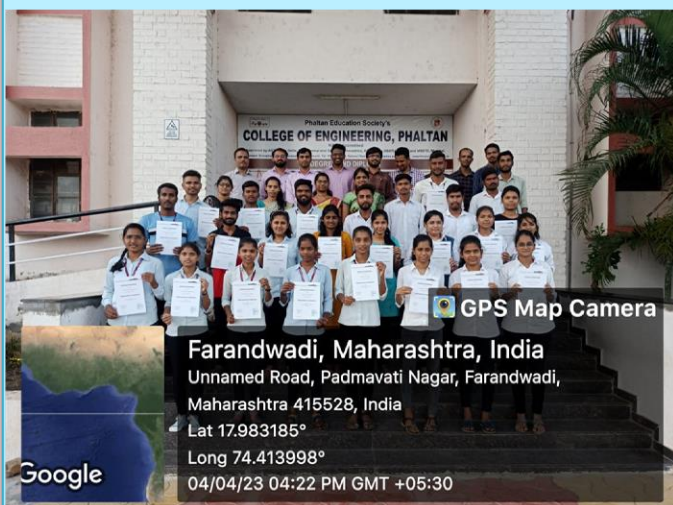 Phaltan Education Society's
COLLEGE OF ENGINEERING, PHALTAN
GPS Map Camera
Farandwadi, Maharashtra, India
Unnamed Road, Padmavati Nagar, Farandwadi,
Maharashtra 415528, India
Lat 17.983185°
Long 74.413998°
04/04/23 04:22 PM GMT +05:30
Google